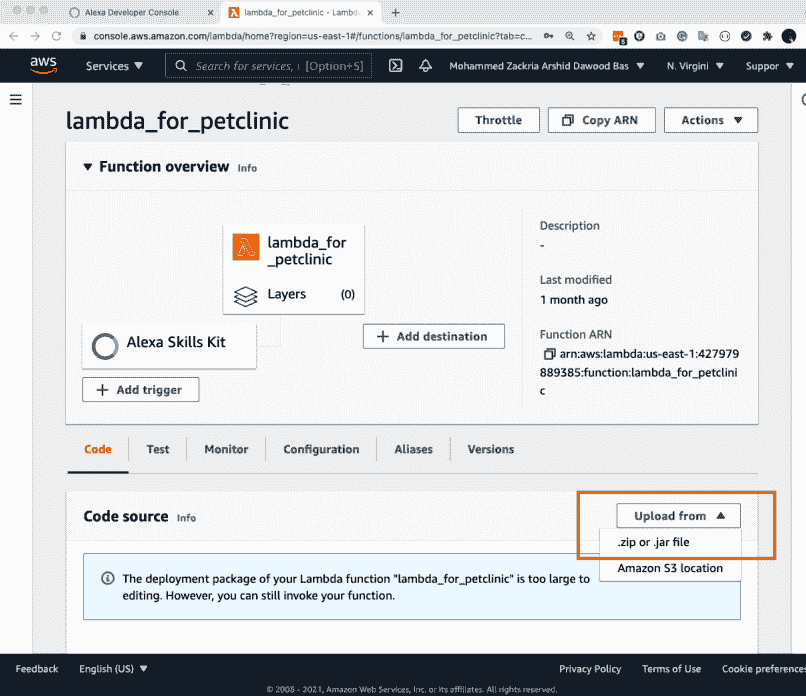 Alexa Developer Console
lambda_for_petclinic - Lambd
console.aws.amazon.com/lambda/home?region=us-east-1#/functions/lambda_for_petclinic?tab=c...
aws
Services ▼
Search for services, [Option+S]
Mohammed Zackria Arshid Dawood Bas ▼
N. Virgini ▼
Suppor ▼
lambda_for_petclinic
Throttle
Copy ARN
Actions ▼
▼ Function overview Info
lambda_for
_petclinic
Layers (0)
Alexa Skills Kit
+ Add destination
+ Add trigger
Description
-
Last modified
1 month ago
Function ARN
arn:aws:lambda:us-east-1:427979
889385:function:lambda_for_petclini
c
Code
Test
Monitor
Configuration
Aliases
Versions
Code source Info
Upload from ▲
.zip or .jar file
Amazon S3 location
The deployment package of your Lambda function "lambda_for_petclinic" is too large to
editing. However, you can still invoke your function.
Feedback
English (US) ▼
Privacy Policy
Terms of Use
Cookie preferences
© 2008 - 2021, Amazon Web Services, Inc. or its affiliates. All rights reserved.